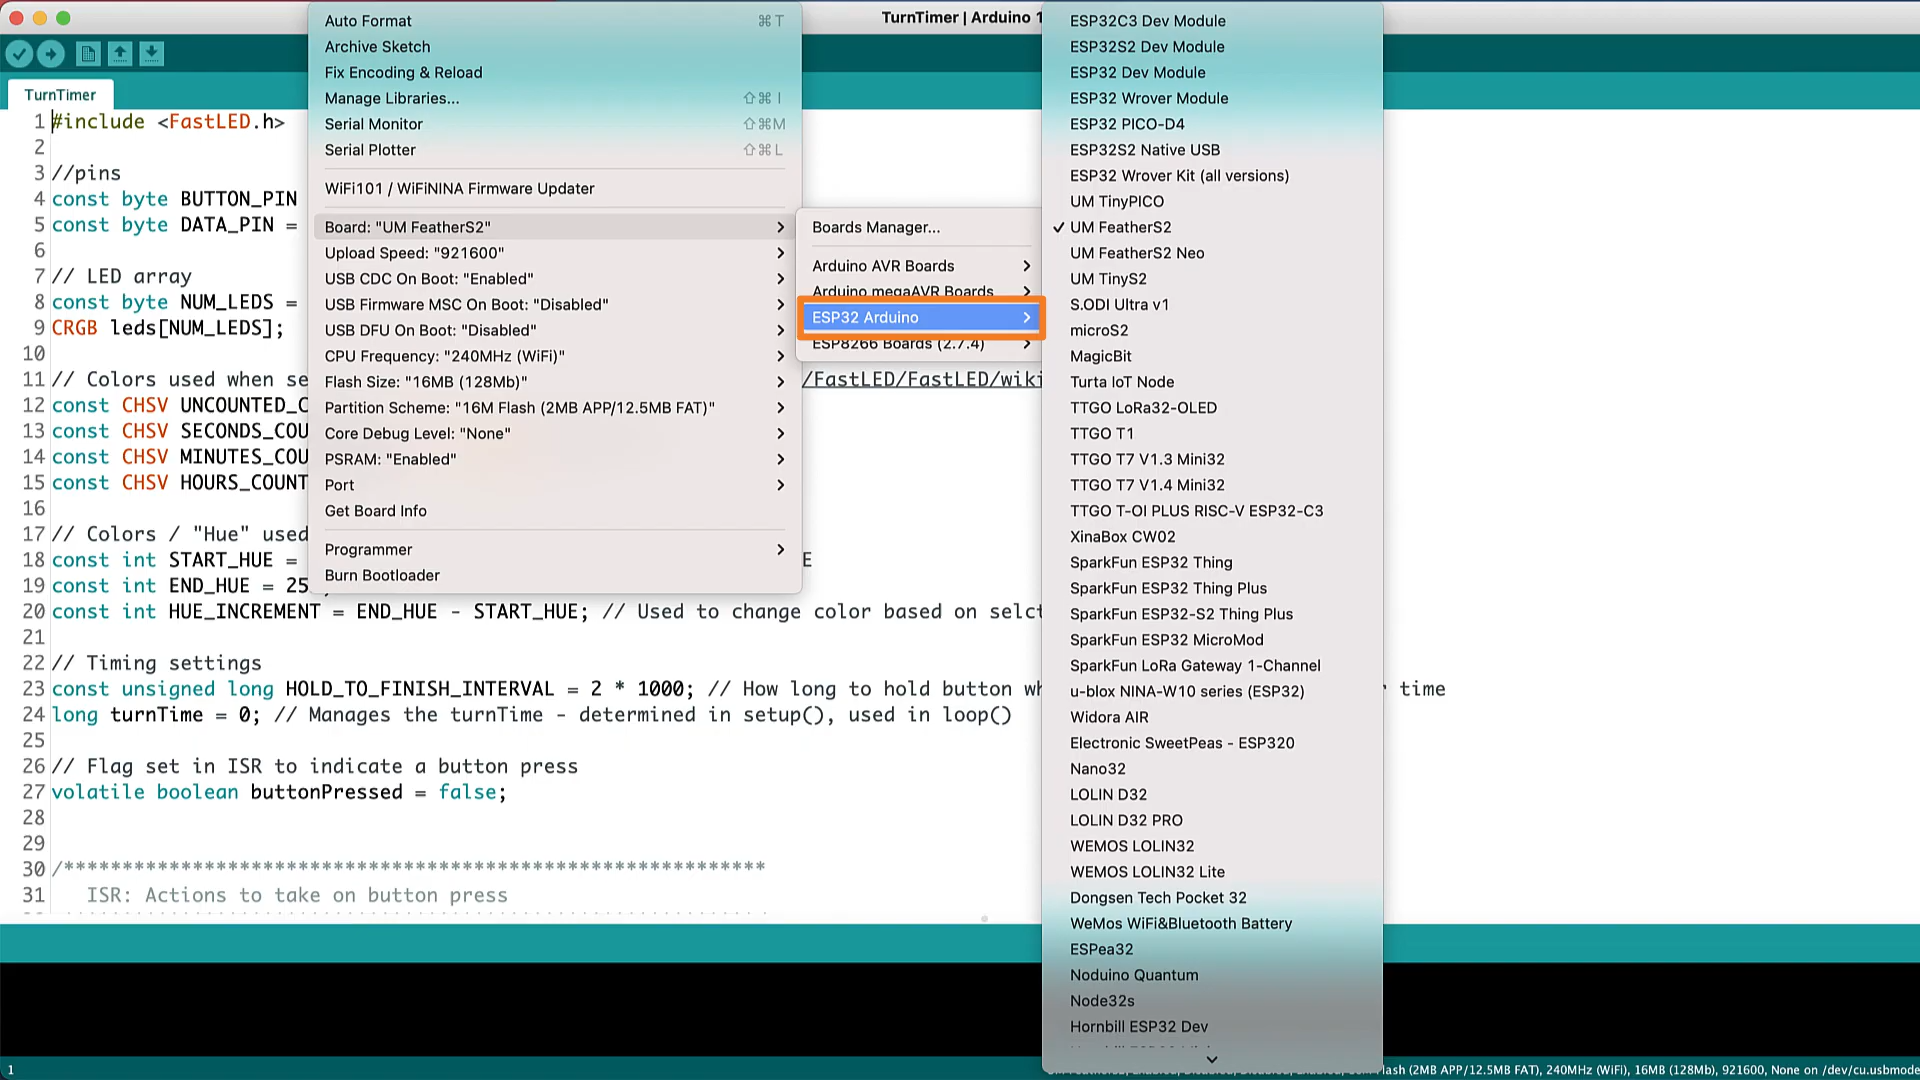 TurnTimer | Arduino 1
TurnTimer
1 #include <FastLED.h>
2
3 //pins
4 const byte BUTTON_PIN
5 const byte DATA_PIN =
6
7 // LED array
8 const byte NUM_LEDS =
9 CRGB leds[NUM_LEDS];
10
11 // Colors used when se /FastLED/FastLED/wiki
12 const CHSV UNCOUNTED_C
13 const CHSV SECONDS_COU
14 const CHSV MINUTES_COU
15 const CHSV HOURS_COUNT
16
17 // Colors / "Hue" used
18 const int START_HUE = E
19 const int END_HUE = 25
20 const int HUE_INCREMENT = END_HUE - START_HUE; // Used to change color based on selct
21
22 // Timing settings
23 const unsigned long HOLD_TO_FINISH_INTERVAL = 2 * 1000; // How long to hold button wh time
24 long turnTime = 0; // Manages the turnTime - determined in setup(), used in loop()
25
26 // Flag set in ISR to indicate a button press
27 volatile boolean buttonPressed = false;
28
29
30 /************************************************************
31 ISR: Actions to take on button press
Auto Format ⌘T
Archive Sketch
Fix Encoding & Reload
Manage Libraries... ⇧⌘I
Serial Monitor ⇧⌘M
Serial Plotter ⇧⌘L
WiFi101 / WiFiNINA Firmware Updater
Board: "UM FeatherS2"
Upload Speed: "921600"
USB CDC On Boot: "Enabled"
USB Firmware MSC On Boot: "Disabled"
USB DFU On Boot: "Disabled"
CPU Frequency: "240MHz (WiFi)"
Flash Size: "16MB (128Mb)"
Partition Scheme: "16M Flash (2MB APP/12.5MB FAT)"
Core Debug Level: "None"
PSRAM: "Enabled"
Port
Get Board Info
Programmer
Burn Bootloader
Boards Manager...
Arduino AVR Boards
Arduino megaAVR Boards
ESP32 Arduino
ESP8266 Boards (2.7.4)
ESP32C3 Dev Module
ESP32S2 Dev Module
ESP32 Dev Module
ESP32 Wrover Module
ESP32 PICO-D4
ESP32S2 Native USB
ESP32 Wrover Kit (all versions)
UM TinyPICO
✓ UM FeatherS2
UM FeatherS2 Neo
UM TinyS2
S.ODI Ultra v1
microS2
MagicBit
Turta IoT Node
TTGO LoRa32-OLED
TTGO T1
TTGO T7 V1.3 Mini32
TTGO T7 V1.4 Mini32
TTGO T-OI PLUS RISC-V ESP32-C3
XinaBox CW02
SparkFun ESP32 Thing
SparkFun ESP32 Thing Plus
SparkFun ESP32-S2 Thing Plus
SparkFun ESP32 MicroMod
SparkFun LoRa Gateway 1-Channel
u-blox NINA-W10 series (ESP32)
Widora AIR
Electronic SweetPeas - ESP320
Nano32
LOLIN D32
LOLIN D32 PRO
WEMOS LOLIN32
WEMOS LOLIN32 Lite
Dongsen Tech Pocket 32
WeMos WiFi&Bluetooth Battery
ESPea32
Noduino Quantum
Node32s
Hornbill ESP32 Dev
1
(2MB APP/12.5MB FAT), 240MHz (WiFi), 16MB (128Mb), 921600, None on /dev/cu.usbmode